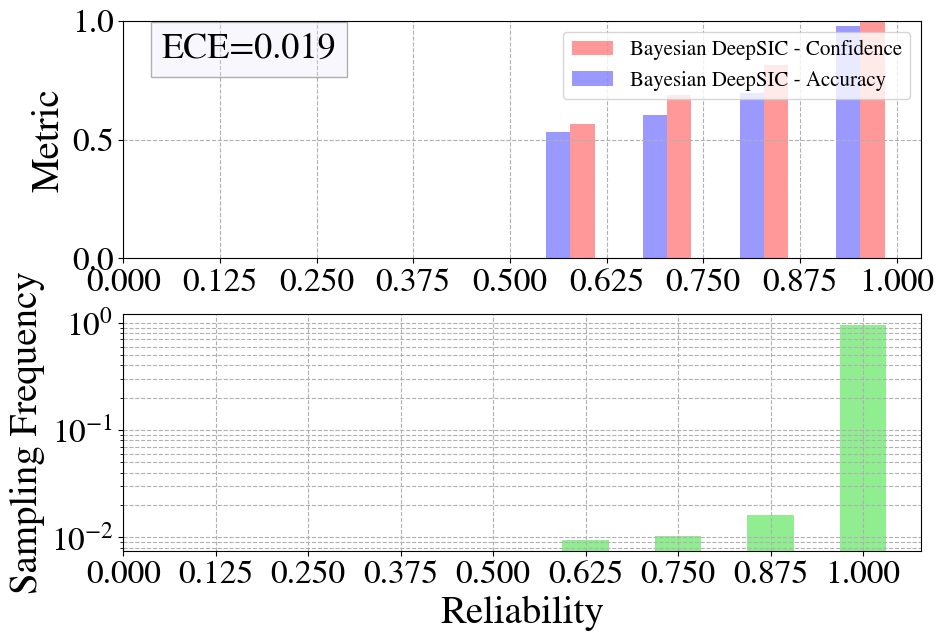 ECE=0.019
Bayesian DeepSIC - Confidence
Bayesian DeepSIC - Accuracy
Metric
1.0
0.5
0.0
0.000 0.125 0.250 0.375 0.500 0.625 0.750 0.875 1.000
Sampling Frequency
10⁰
10⁻¹
10⁻²
0.000 0.125 0.250 0.375 0.500 0.625 0.750 0.875 1.000
Reliability